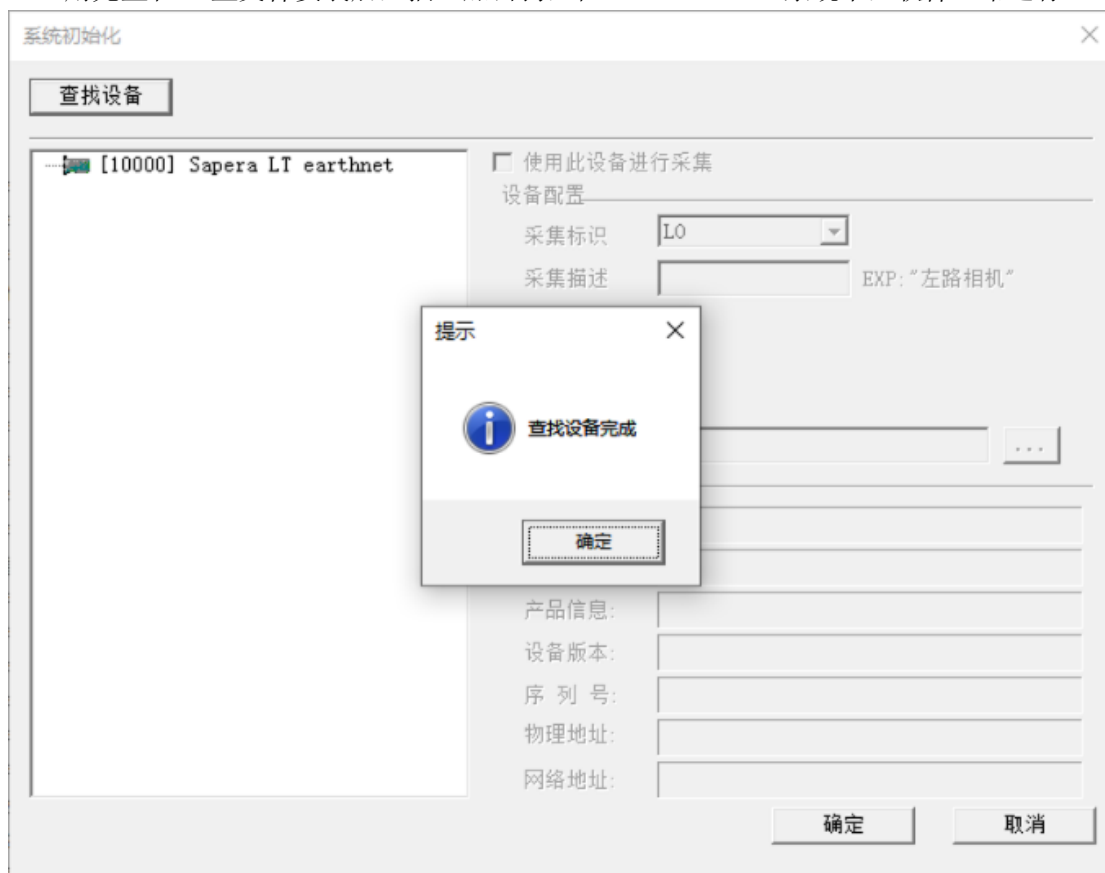 系统初始化
查找设备
[10000] Sapera LT earthnet
使用此设备进行采集
设备配置
采集标识 L0
采集描述 EXP:"左路相机"
提示
查找设备完成
...
确定
产品信息:
设备版本:
序 列 号:
物理地址:
网络地址:
确定 取消